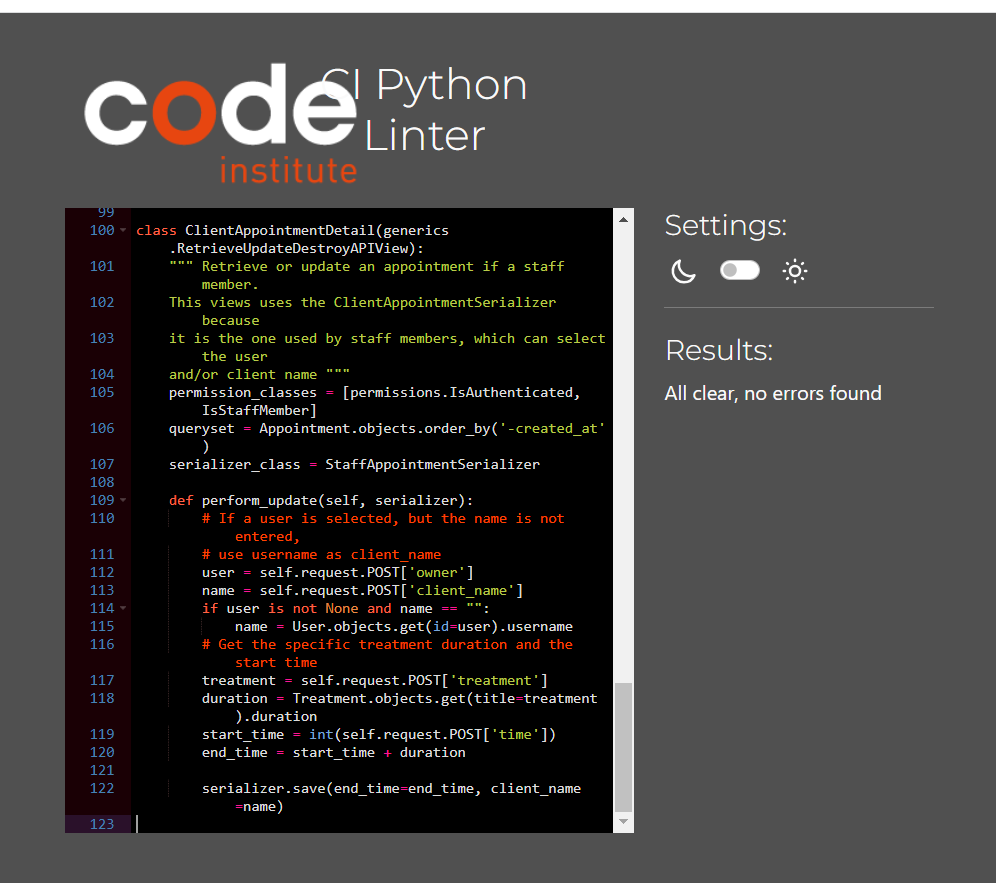 code
institute
CI Python
Linter
99
100 class ClientAppointmentDetail(generics
.RetrieveUpdateDestroyAPIView):
101 """ Retrieve or update an appointment if a staff
member.
102 This views uses the ClientAppointmentSerializer
because
103 it is the one used by staff members, which can select
the user
104 and/or client name """
105 permission_classes = [permissions.IsAuthenticated,
IsStaffMember]
106 queryset = Appointment.objects.order_by('-created_at'
)
107 serializer_class = StaffAppointmentSerializer
108
109 def perform_update(self, serializer):
110 # If a user is selected, but the name is not
entered,
111 # use username as client_name
112 user = self.request.POST['owner']
113 name = self.request.POST['client_name']
114 if user is not None and name == "":
115 name = User.objects.get(id=user).username
116 # Get the specific treatment duration and the
start time
117 treatment = self.request.POST['treatment']
118 duration = Treatment.objects.get(title=treatment
).duration
119 start_time = int(self.request.POST['time'])
120 end_time = start_time + duration
121
122 serializer.save(end_time=end_time, client_name
=name)
123
Settings:
Results:
All clear, no errors found